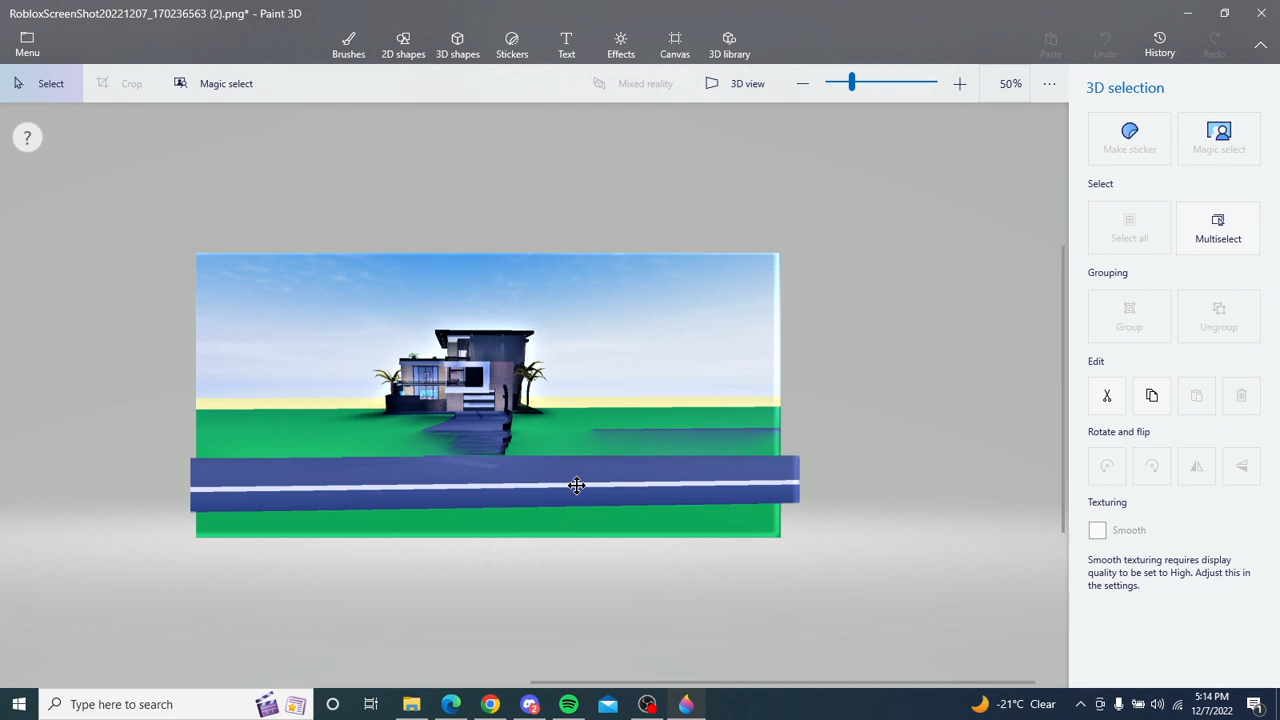 RobloxScreenShot20221207_170236563 (2).png* - Paint 3D
Menu
Brushes
2D shapes
3D shapes
Stickers
Text
Effects
Canvas
3D library
Paste
Undo
History
Redo
Select
Crop
Magic select
Mixed reality
3D view
50%
?
3D selection
Make sticker
Magic select
Select
Select all
Multiselect
Grouping
Group
Ungroup
Edit
Rotate and flip
Texturing
Smooth
Smooth texturing requires display
quality to be set to High. Adjust this in
the settings.
Type here to search
-21°C Clear
5:14 PM
12/7/2022
1